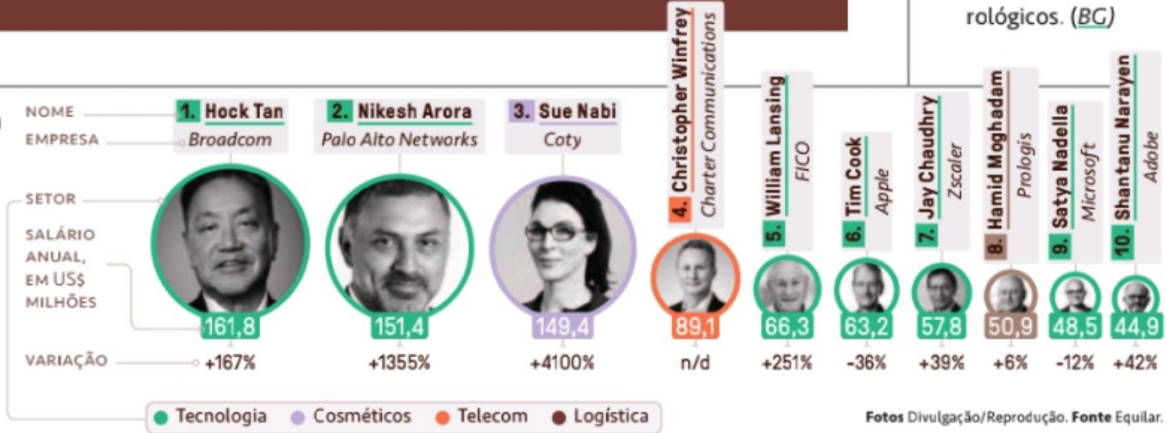 rológicos. (BG)
NOME
EMPRESA
SETOR
SALÁRIO
ANUAL,
EM US$
MILHÕES
VARIAÇÃO
1. Hock Tan
Broadcom
161,8
+167%
2. Nikesh Arora
Palo Alto Networks
151,4
+1355%
3. Sue Nabi
Coty
149,4
+4100%
4. Christopher Winfrey
Charter Communications
89,1
n/d
5. William Lansing
FICO
66,3
+251%
6. Tim Cook
Apple
63,2
-36%
7. Jay Chaudhry
Zscaler
57,8
+39%
8. Hamid Moghadam
Prologis
50,9
+6%
9. Satya Nadella
Microsoft
48,5
-12%
10. Shantanu Narayen
Adobe
44,9
+42%
Tecnologia
Cosméticos
Telecom
Logística
Fotos Divulgação/Reprodução. Fonte Equilar.